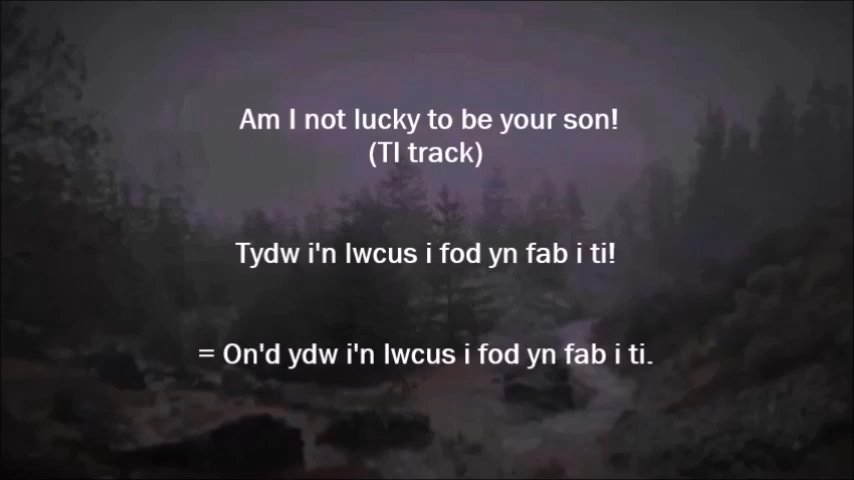 Am I not lucky to be your son!
(TI track)
Tydw i'n lwcus i fod yn fab i ti!
= On'd ydw i'n lwcus i fod yn fab i ti.